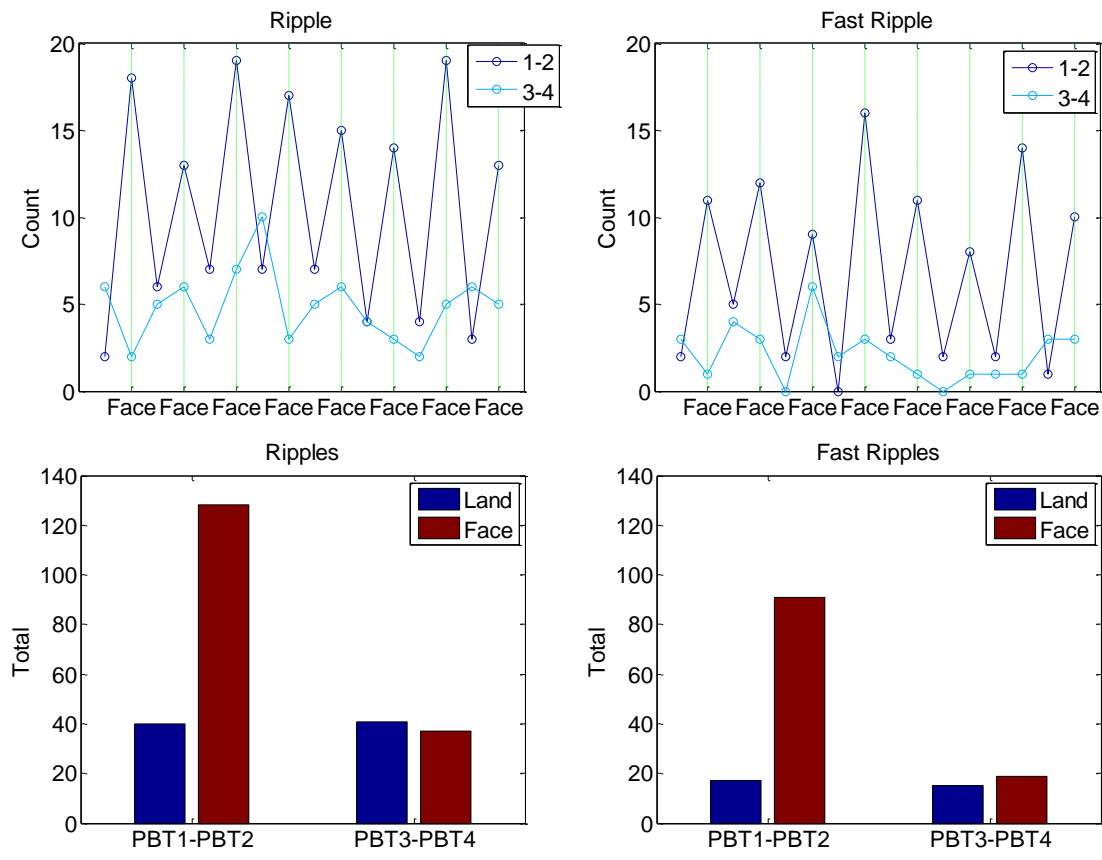 Ripple
20
15
10
5
0
Count
1-2
3-4
Face Face Face Face Face Face Face Face
Fast Ripple
20
15
10
5
0
Count
1-2
3-4
Face Face Face Face Face Face Face Face
Ripples
140
120
100
80
60
40
20
0
Total
Land
Face
PBT1-PBT2 PBT3-PBT4
Fast Ripples
140
120
100
80
60
40
20
0
Total
Land
Face
PBT1-PBT2 PBT3-PBT4